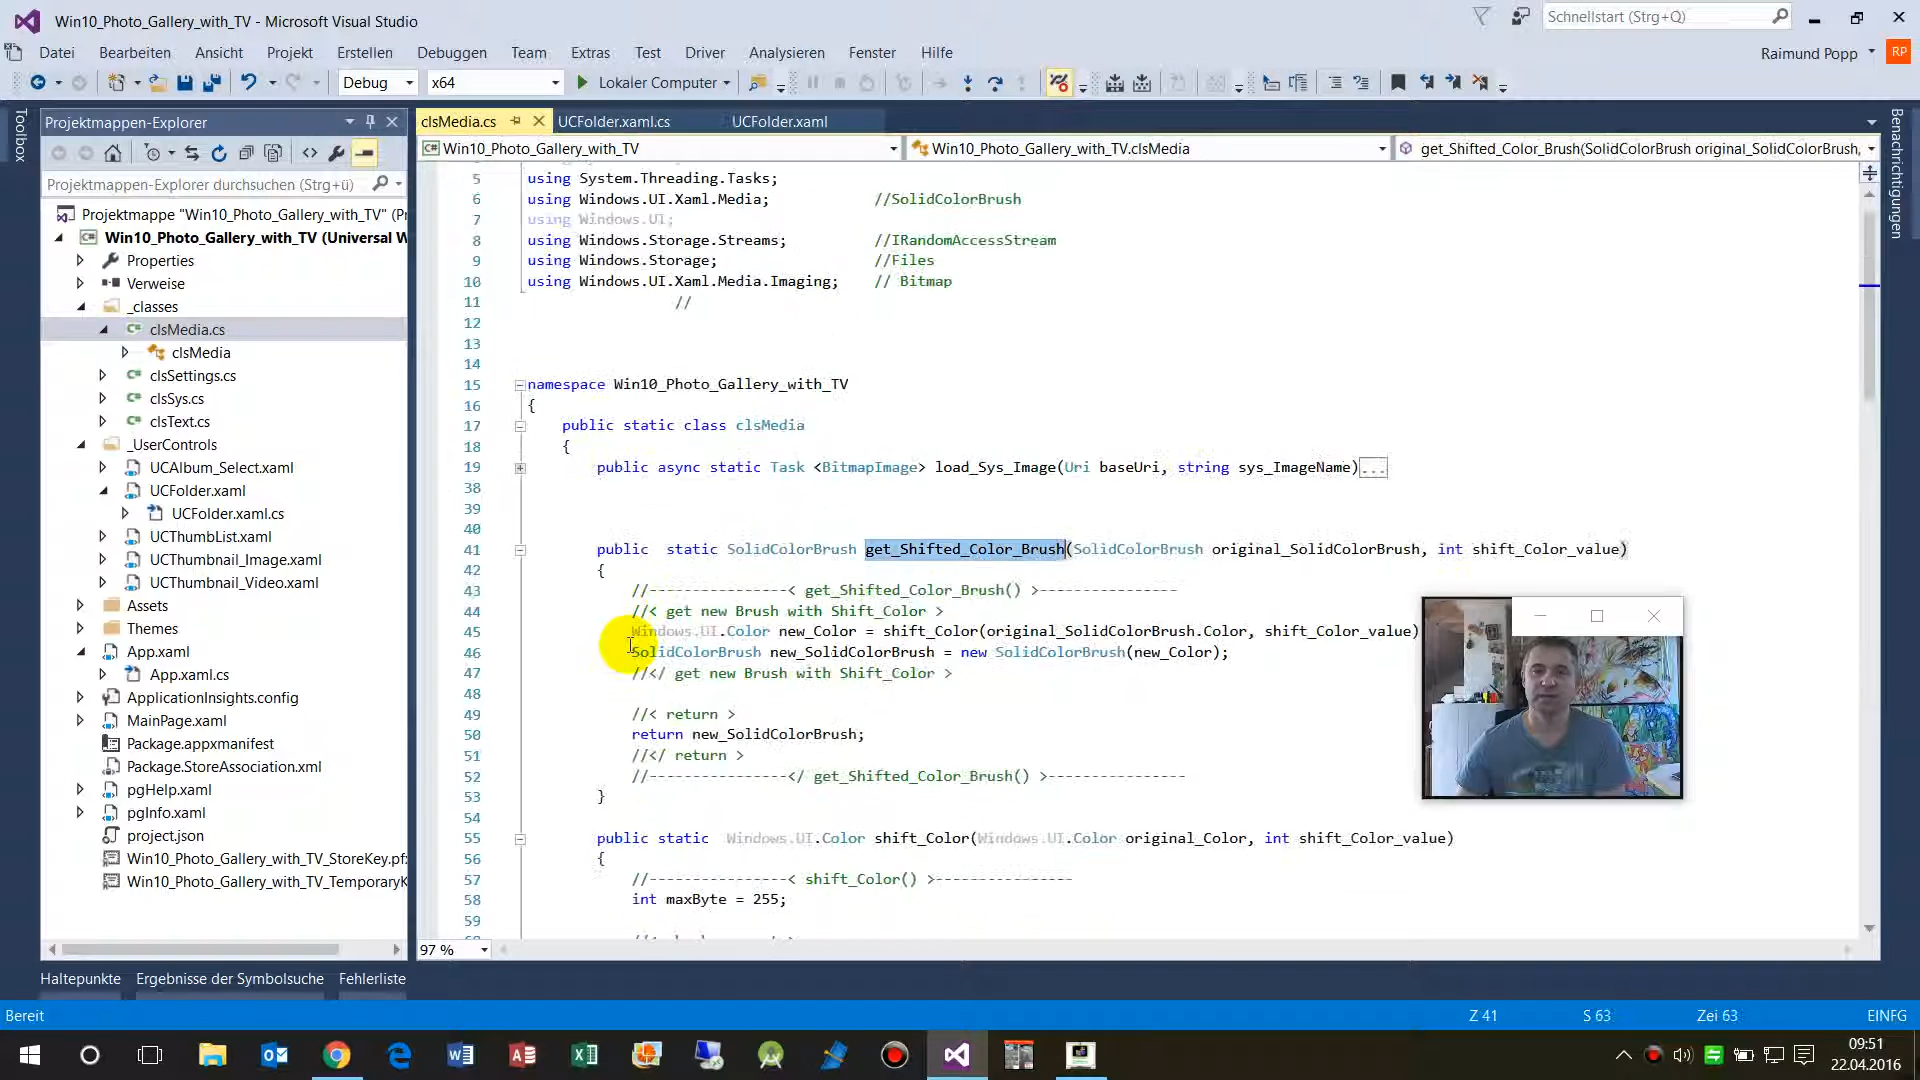 Win10_Photo_Gallery_with_TV - Microsoft Visual Studio
Schnellstart (Strg+Q)
Datei Bearbeiten Ansicht Projekt Erstellen Debuggen Team Extras Test Driver Analysieren Fenster Hilfe
Raimund Popp RP
Debug x64 Lokaler Computer
Toolbox
Projektmappen-Explorer
Projektmappen-Explorer durchsuchen (Strg+ü)
Projektmappe "Win10_Photo_Gallery_with_TV" (Pr
Win10_Photo_Gallery_with_TV (Universal W
Properties
Verweise
_classes
clsMedia.cs
clsMedia
clsSettings.cs
clsSys.cs
clsText.cs
_UserControls
UCAlbum_Select.xaml
UCFolder.xaml
UCFolder.xaml.cs
UCThumbList.xaml
UCThumbnail_Image.xaml
UCThumbnail_Video.xaml
Assets
Themes
App.xaml
App.xaml.cs
ApplicationInsights.config
MainPage.xaml
Package.appxmanifest
Package.StoreAssociation.xml
pgHelp.xaml
pgInfo.xaml
project.json
Win10_Photo_Gallery_with_TV_StoreKey.pfx
Win10_Photo_Gallery_with_TV_TemporaryK
clsMedia.cs UCFolder.xaml.cs UCFolder.xaml
Win10_Photo_Gallery_with_TV Win10_Photo_Gallery_with_TV.clsMedia get_Shifted_Color_Brush(SolidColorBrush original_SolidColorBrush,
5 using System.Threading.Tasks;
6 using Windows.UI.Xaml.Media; //SolidColorBrush
7 using Windows.UI;
8 using Windows.Storage.Streams; //IRandomAccessStream
9 using Windows.Storage; //Files
10 using Windows.UI.Xaml.Media.Imaging; // Bitmap
11 //
12
13
14
15 namespace Win10_Photo_Gallery_with_TV
16 {
17 public static class clsMedia
18 {
19 public async static Task <BitmapImage> load_Sys_Image(Uri baseUri, string sys_ImageName)...
38
39
40
41 public static SolidColorBrush get_Shifted_Color_Brush(SolidColorBrush original_SolidColorBrush, int shift_Color_value)
42 {
43 //----------------< get_Shifted_Color_Brush() >----------------
44 //< get new Brush with Shift_Color >
45 Windows.UI.Color new_Color = shift_Color(original_SolidColorBrush.Color, shift_Color_value)
46 SolidColorBrush new_SolidColorBrush = new SolidColorBrush(new_Color);
47 //</ get new Brush with Shift_Color >
48
49 //< return >
50 return new_SolidColorBrush;
51 //</ return >
52 //----------------</ get_Shifted_Color_Brush() >----------------
53 }
54
55 public static Windows.UI.Color shift_Color(Windows.UI.Color original_Color, int shift_Color_value)
56 {
57 //----------------< shift_Color() >----------------
58 int maxByte = 255;
59
97 %
Benachrichtigungen
Haltepunkte Ergebnisse der Symbolsuche Fehlerliste
Bereit Z 41 S 63 Zei 63 EINFG
09:51
22.04.2016